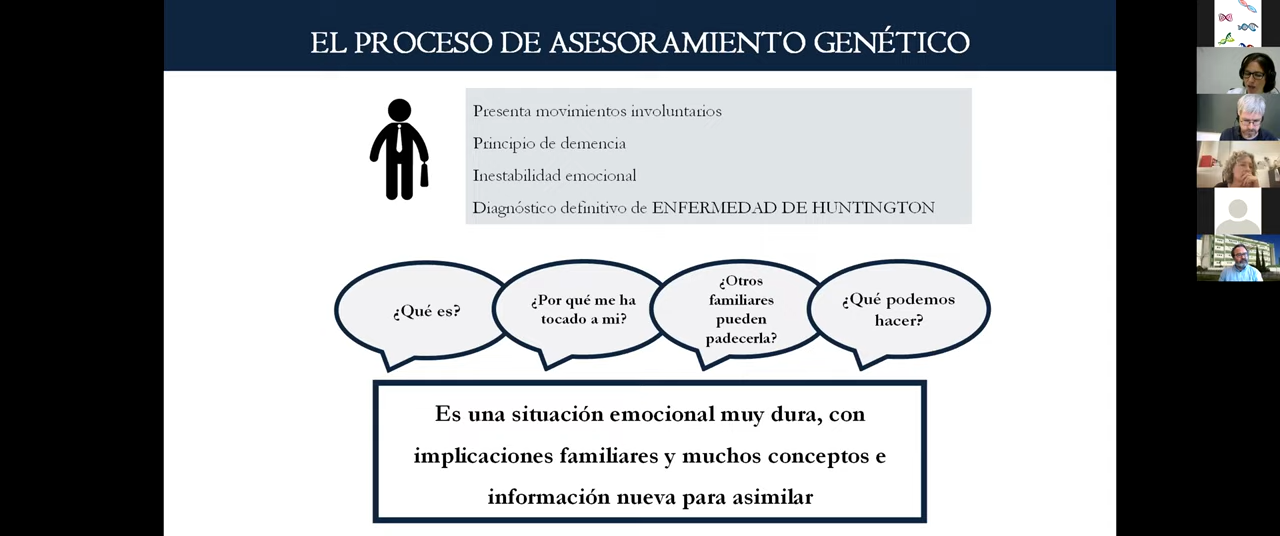 EL PROCESO DE ASESORAMIENTO GENÉTICO
Presenta movimientos involuntarios
Principio de demencia
Inestabilidad emocional
Diagnóstico definitivo de ENFERMEDAD DE HUNTINGTON
¿Qué es?
¿Por qué me ha
tocado a mi?
¿Otros
familiares
pueden
padecerla?
¿Qué podemos
hacer?
Es una situación emocional muy dura, con
implicaciones familiares y muchos conceptos e
información nueva para asimilar